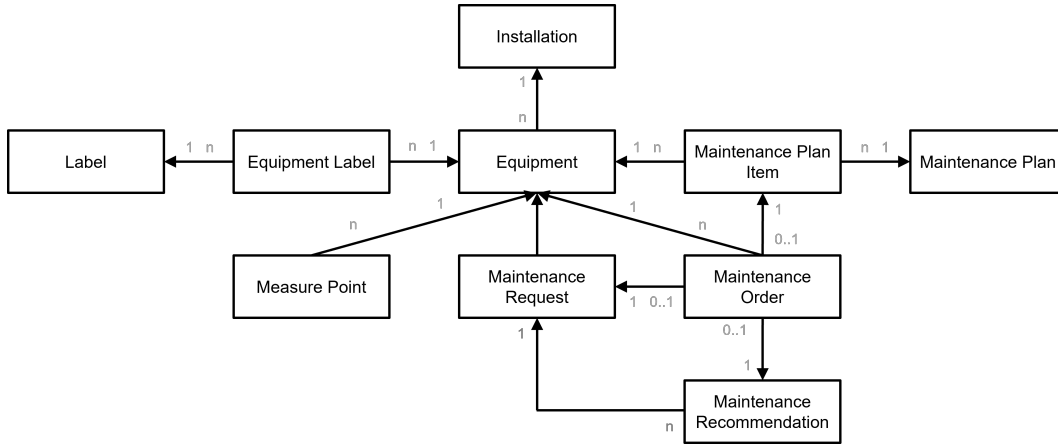 Installation
1
n
Label
1 n
Equipment Label
n 1
Equipment
1 n
Maintenance Plan
Item
n 1
Maintenance Plan
1
n
1
n
1
0..1
Measure Point
Maintenance
Request
1 0..1
Maintenance
Order
1
0..1
1
n
Maintenance
Recommendation